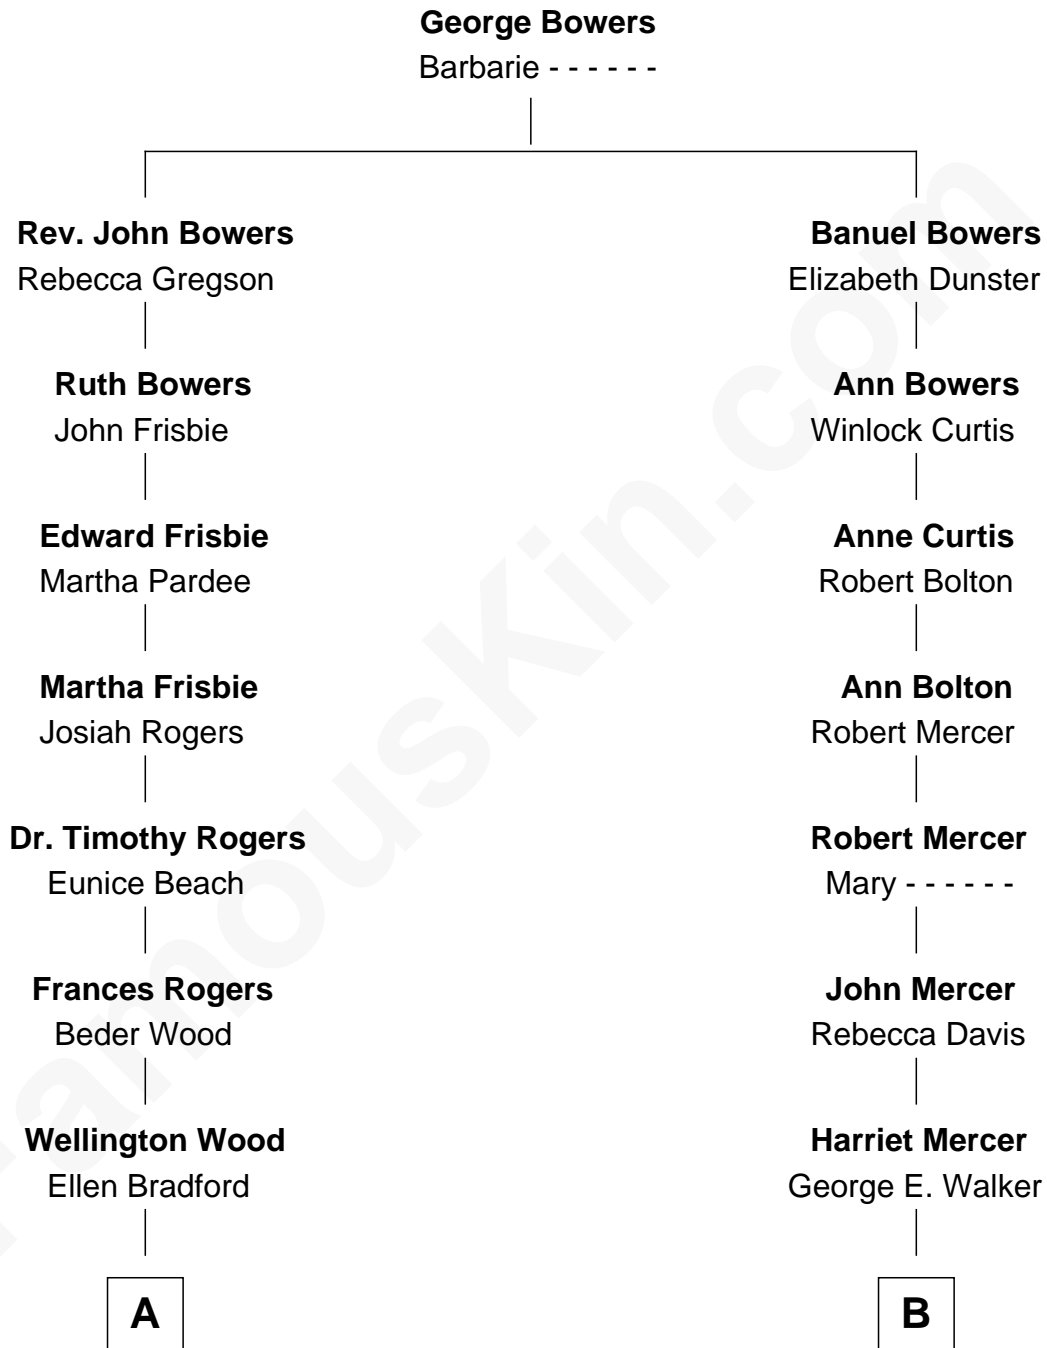 George Bowers
Barbarie - - - - - -
Rev. John Bowers
Rebecca Gregson
Banuel Bowers
Elizabeth Dunster
Ruth Bowers
John Frisbie
Ann Bowers
Winlock Curtis
Edward Frisbie
Martha Pardee
Anne Curtis
Robert Bolton
Martha Frisbie
Josiah Rogers
Ann Bolton
Robert Mercer
Dr. Timothy Rogers
Eunice Beach
Robert Mercer
Mary - - - - - -
Frances Rogers
Beder Wood
John Mercer
Rebecca Davis
Wellington Wood
Ellen Bradford
Harriet Mercer
George E. Walker
A
B
FamousKin.com